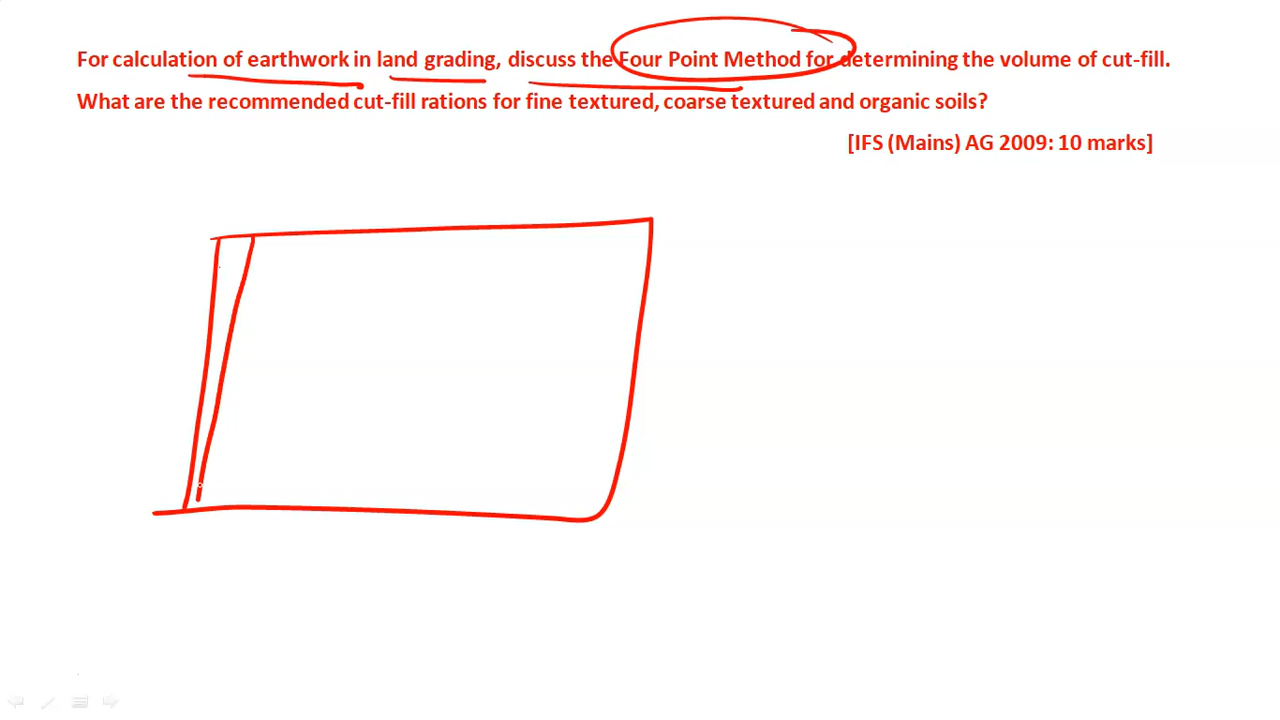 For calculation of earthwork in land grading, discuss the Four Point Method for determining the volume of cut-fill.
What are the recommended cut-fill rations for fine textured, coarse textured and organic soils?
[IFS (Mains) AG 2009: 10 marks]